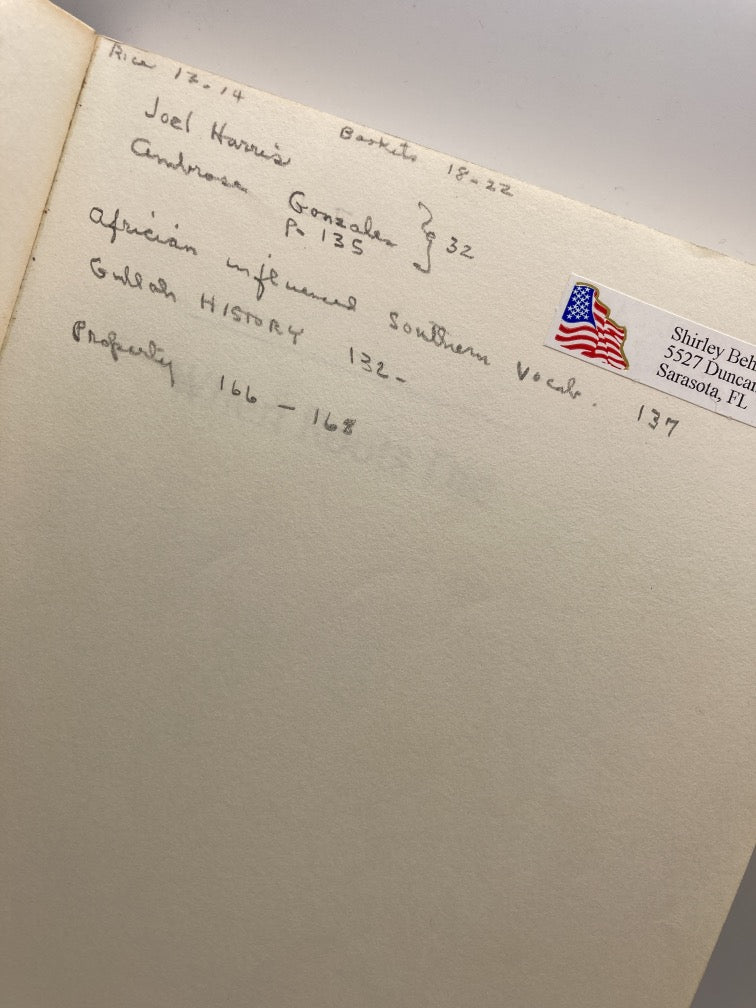 Rice 13-14
Baskets 18-22
Joel Harris
Ambrose Gonzales } 32
P. 135
African influenced Southern Vocab. 137
Gullah HISTORY 132-
Property 166 - 168
Shirley Beh
5527 Duncan
Sarasota, FL